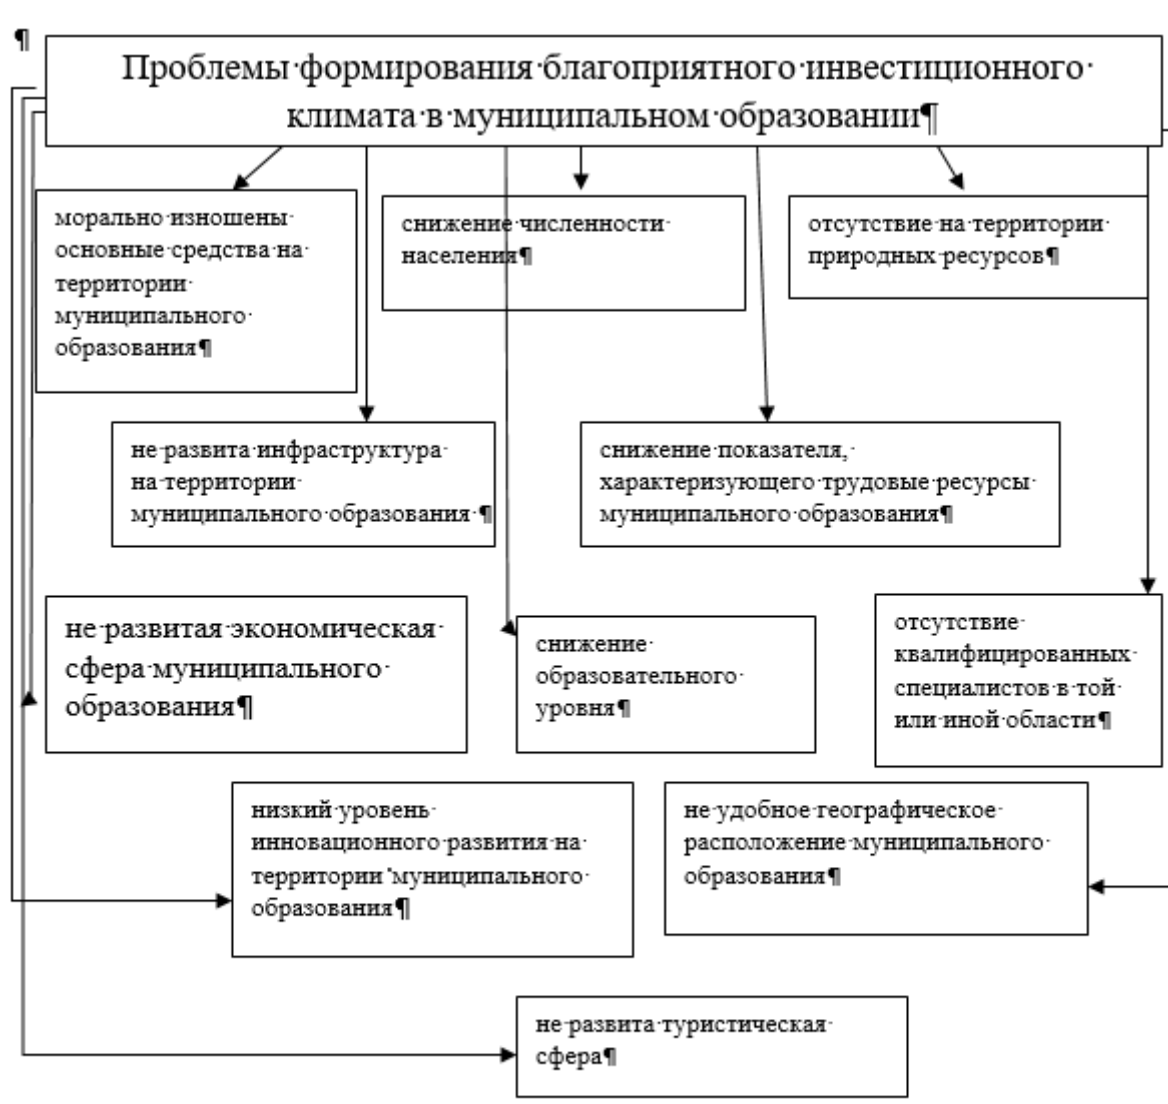 ¶
Проблемы·формирования·благоприятного·инвестиционного·
климата·в·муниципальном·образовании¶
морально·изношены·
основные·средства·на·
территории·
муниципального·
образования¶
снижение·численности·
населения¶
отсутствие·на·территории·
природных·ресурсов¶
не·развита·инфраструктура·
на·территории·
муниципального·образования·¶
снижение·показателя,·
характеризующего·трудовые·ресурсы·
муниципального·образования¶
не·развитая·экономическая·
сфера·муниципального·
образования¶
снижение·
образовательного·
уровня¶
отсутствие·
квалифицированных·
специалистов·в·той·
или·иной·области¶
низкий·уровень·
инновационного·развития·на·
территории·муниципального·
образования¶
не·удобное·географическое·
расположение·муниципального·
образования¶
не·развита·туристическая·
сфера¶